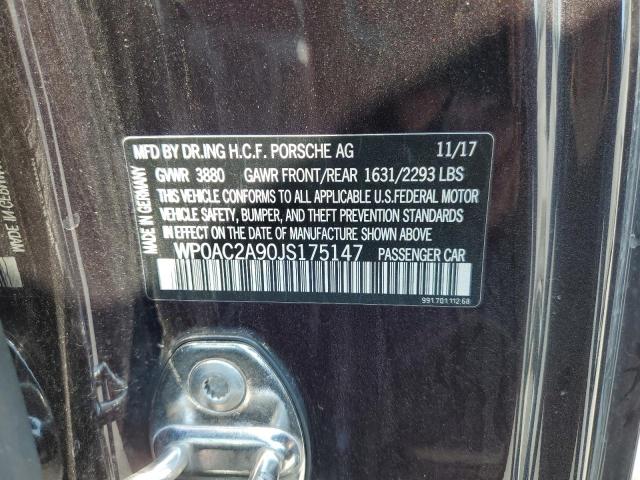 MFD BY DR.ING H.C.F. PORSCHE AG 11/17
GVWR 3880 GAWR FRONT/REAR 1631/2293 LBS
THIS VEHICLE CONFORMS TO ALL APPLICABLE U.S.FEDERAL MOTOR
VEHICLE SAFETY, BUMPER, AND THEFT PREVENTION STANDARDS
IN EFFECT ON THE DATE OF MANUFACTURE SHOWN ABOVE
WP0AC2A90JS175147 PASSENGER CAR
991.701.112.68
MADE IN GERMANY